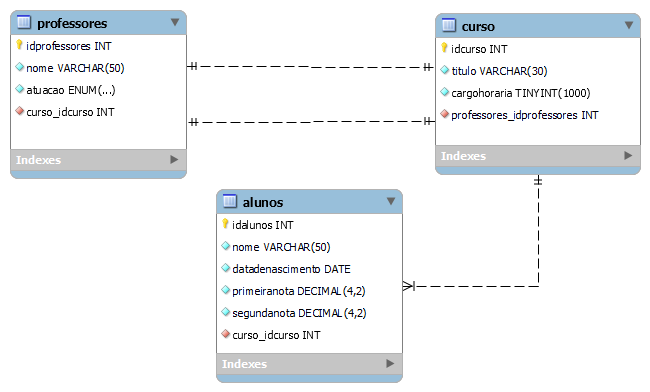 professores
idprofessores INT
nome VARCHAR(50)
atuacao ENUM(...)
curso_idcurso INT
Indexes
curso
idcurso INT
titulo VARCHAR(30)
cargohoraria TINYINT(1000)
professores_idprofessores INT
Indexes
alunos
idalunos INT
nome VARCHAR(50)
datadenascimento DATE
primeiranota DECIMAL(4,2)
segundanota DECIMAL(4,2)
curso_idcurso INT
Indexes